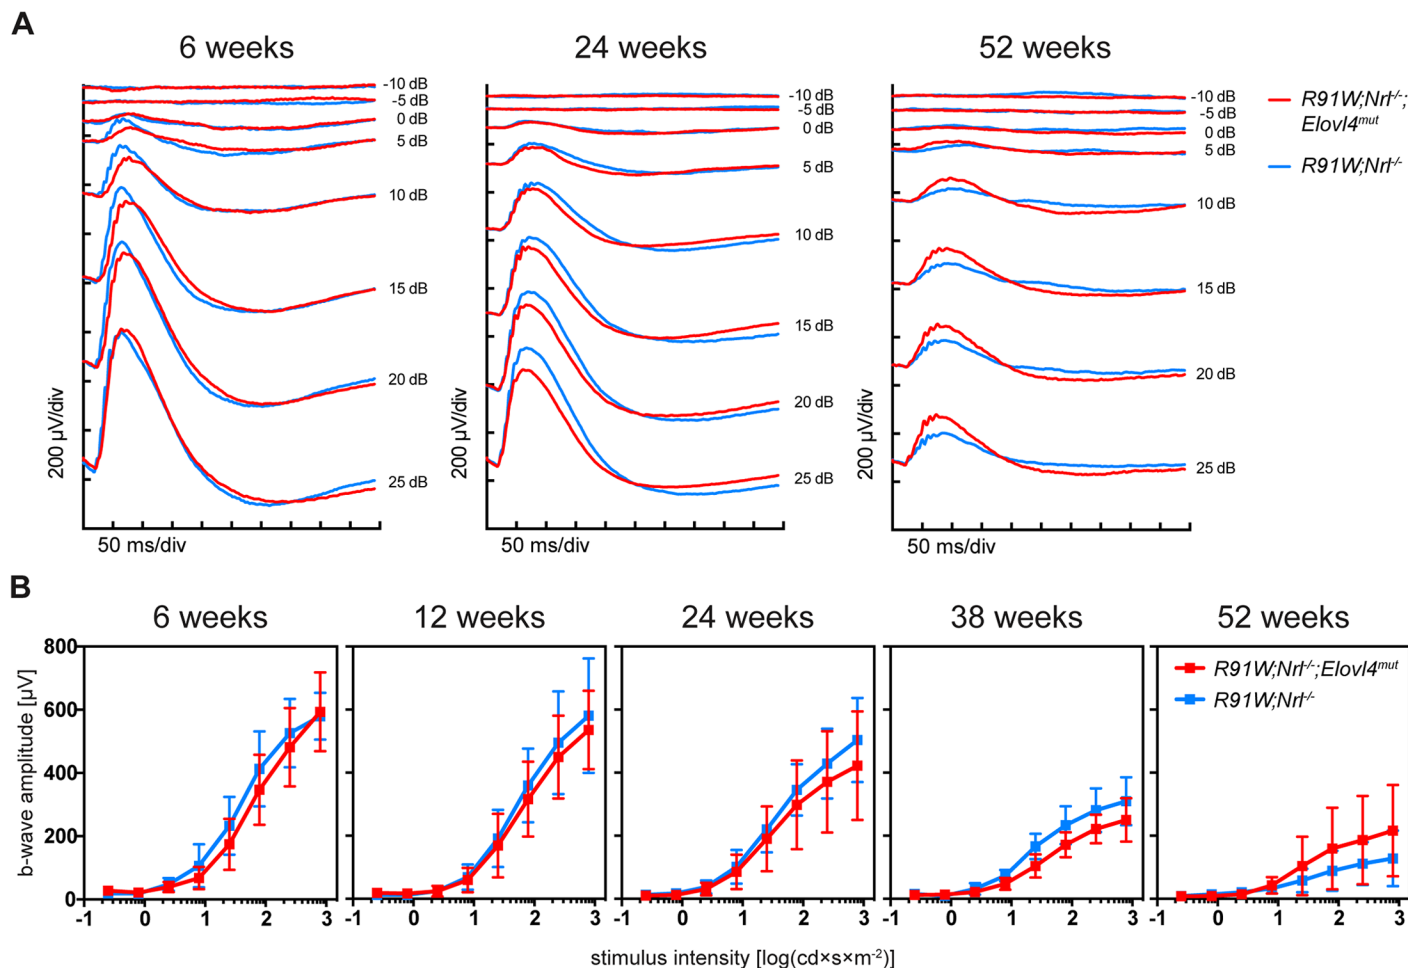 A
6 weeks
24 weeks
52 weeks
-10 dB
-5 dB
0 dB
5 dB
10 dB
15 dB
20 dB
25 dB
200 µV/div
50 ms/div
-10 dB
-5 dB
0 dB
5 dB
10 dB
15 dB
20 dB
25 dB
200 µV/div
50 ms/div
-10 dB
-5 dB
0 dB
5 dB
10 dB
15 dB
20 dB
25 dB
200 µV/div
50 ms/div
R91W;Nrl-/-;
Elovl4mut
R91W;Nrl-/-
B
6 weeks
12 weeks
24 weeks
38 weeks
52 weeks
b-wave amplitude [µV]
800
600
400
200
0
R91W;Nrl-/-;Elovl4mut
R91W;Nrl-/-
-1 0 1 2 3
-1 0 1 2 3
-1 0 1 2 3
-1 0 1 2 3
-1 0 1 2 3
stimulus intensity [log(cd×s×m-2)]